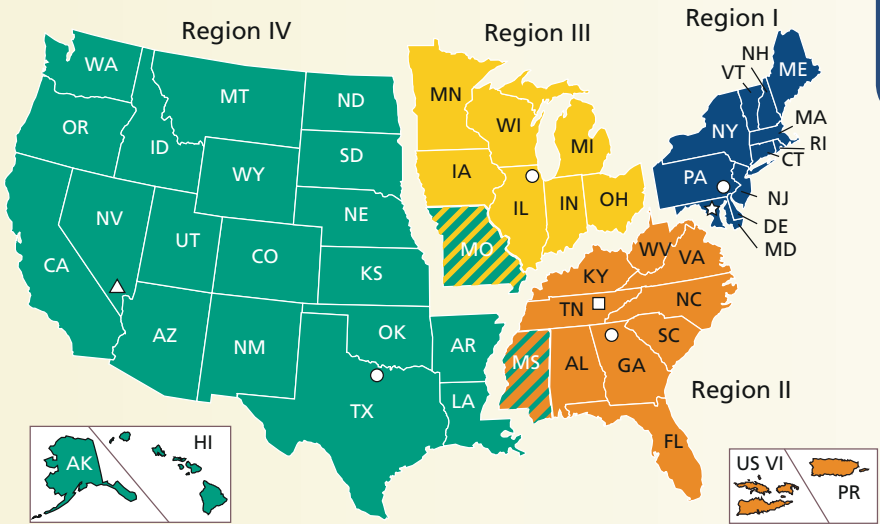 Region I
Region IV
Region III
NH
WA
VT
ME
MT
MN
ND
MA
OR
WI
NY
RI
ID
MI
SD
CT
IA
WY
PA
OH
NJ
IL
IN
NE
NV
DE
UT
MO
WV
MD
CO
VA
CA
KS
KY
NC
TN
OK
AZ
SC
AR
NM
MS
AL
GA
Region II
LA
TX
FL
HI
AK
US VI
PR